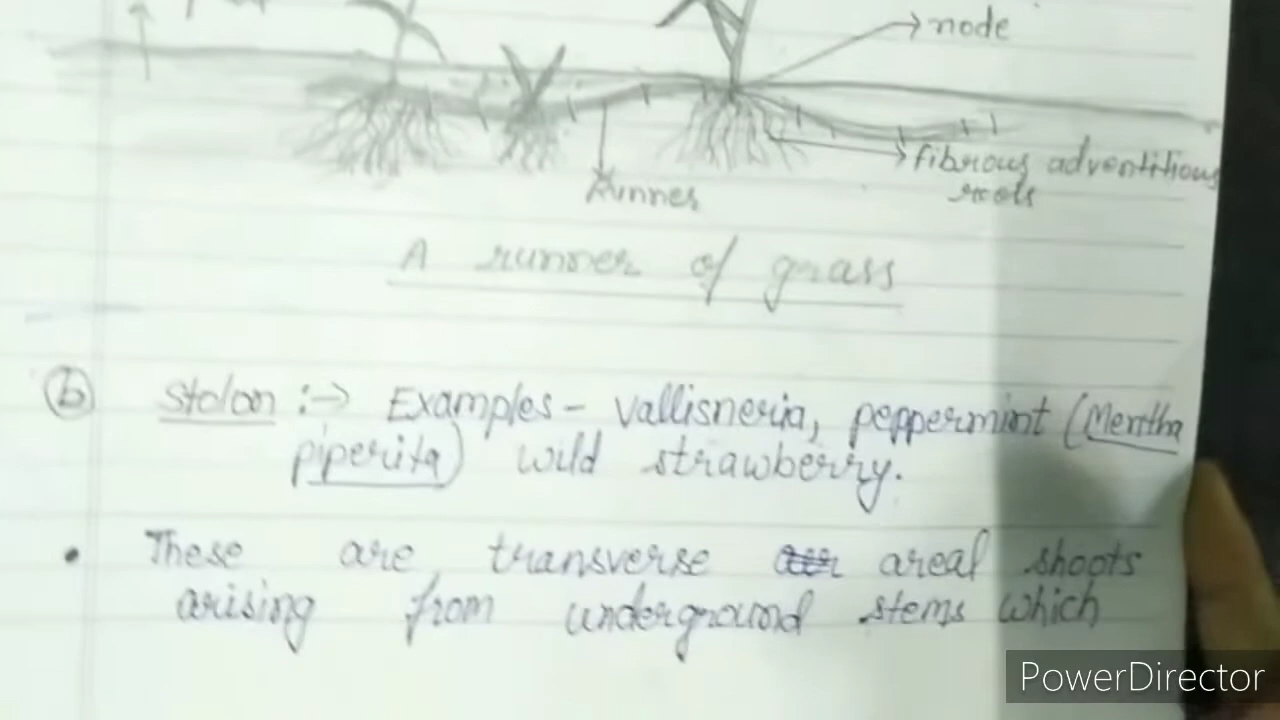 node
fibrous adventitious
roots
Runner
A runner of grass
(b) Stolon :→ Examples - Vallisneria, peppermint (Mentha
piperita) wild strawberry.
• These are transverse areal shoots
arising from underground stems which
PowerDirector